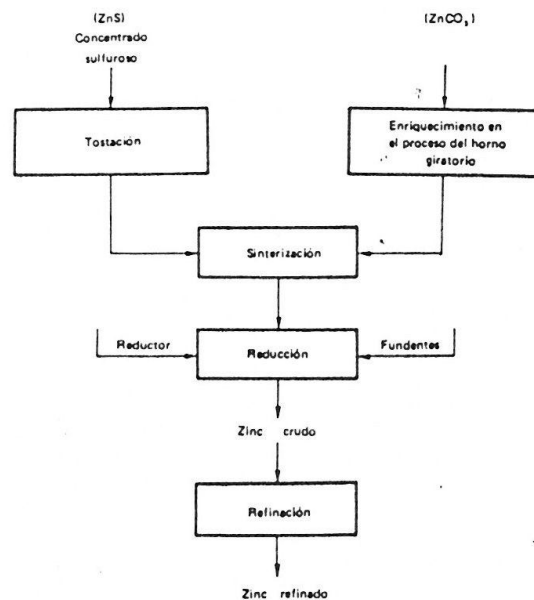 (ZnS)
Concentrado
sulfuroso
(ZnCO3)
Tostación
Enriquecimiento en
el proceso del horno
giratorio
Sinterización
Reductor
Reducción
Fundentes
Zinc crudo
Refinación
Zinc refinado